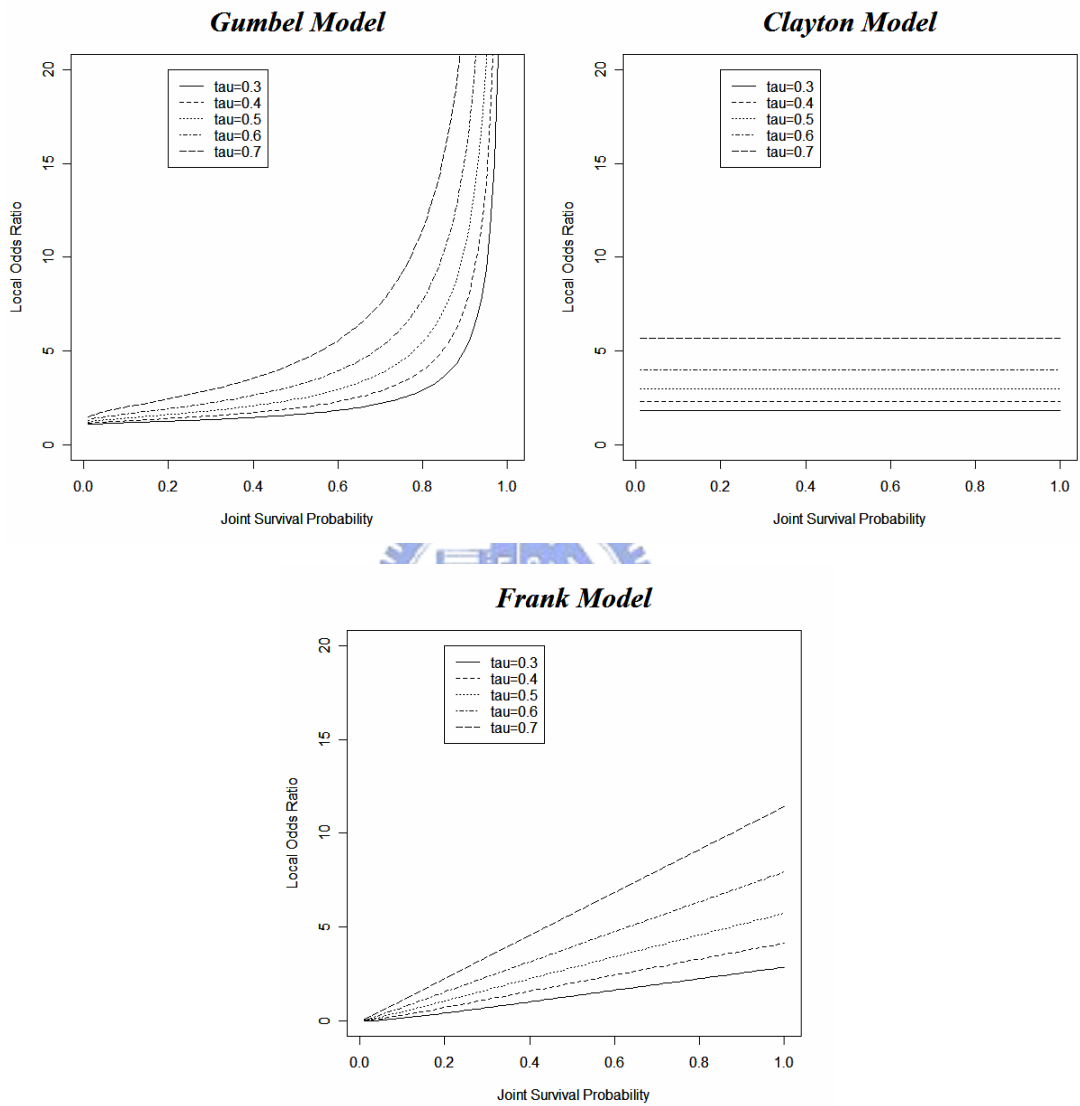 Gumbel Model
20
15
10
5
0
Local Odds Ratio
tau=0.3
tau=0.4
tau=0.5
tau=0.6
tau=0.7
0.0 0.2 0.4 0.6 0.8 1.0
Joint Survival Probability
Clayton Model
20
15
10
5
0
Local Odds Ratio
tau=0.3
tau=0.4
tau=0.5
tau=0.6
tau=0.7
0.0 0.2 0.4 0.6 0.8 1.0
Joint Survival Probability
Frank Model
20
15
10
5
0
Local Odds Ratio
tau=0.3
tau=0.4
tau=0.5
tau=0.6
tau=0.7
0.0 0.2 0.4 0.6 0.8 1.0
Joint Survival Probability